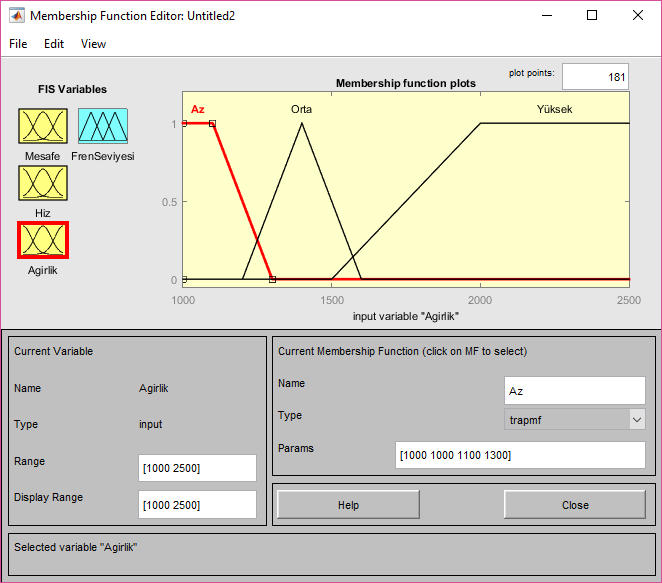 Membership Function Editor: Untitled2
File Edit View
FIS Variables
Mesafe
FrenSeviyesi
Hiz
Agirlik
plot points:
181
Membership function plots
Az
Orta
Yüksek
1
0.5
0
1000
1500
2000
2500
input variable "Agirlik"
Current Variable
Name
Agirlik
Type
input
Range
[1000 2500]
Display Range
[1000 2500]
Current Membership Function (click on MF to select)
Name
Az
Type
trapmf
Params
[1000 1000 1100 1300]
Help
Close
Selected variable "Agirlik"